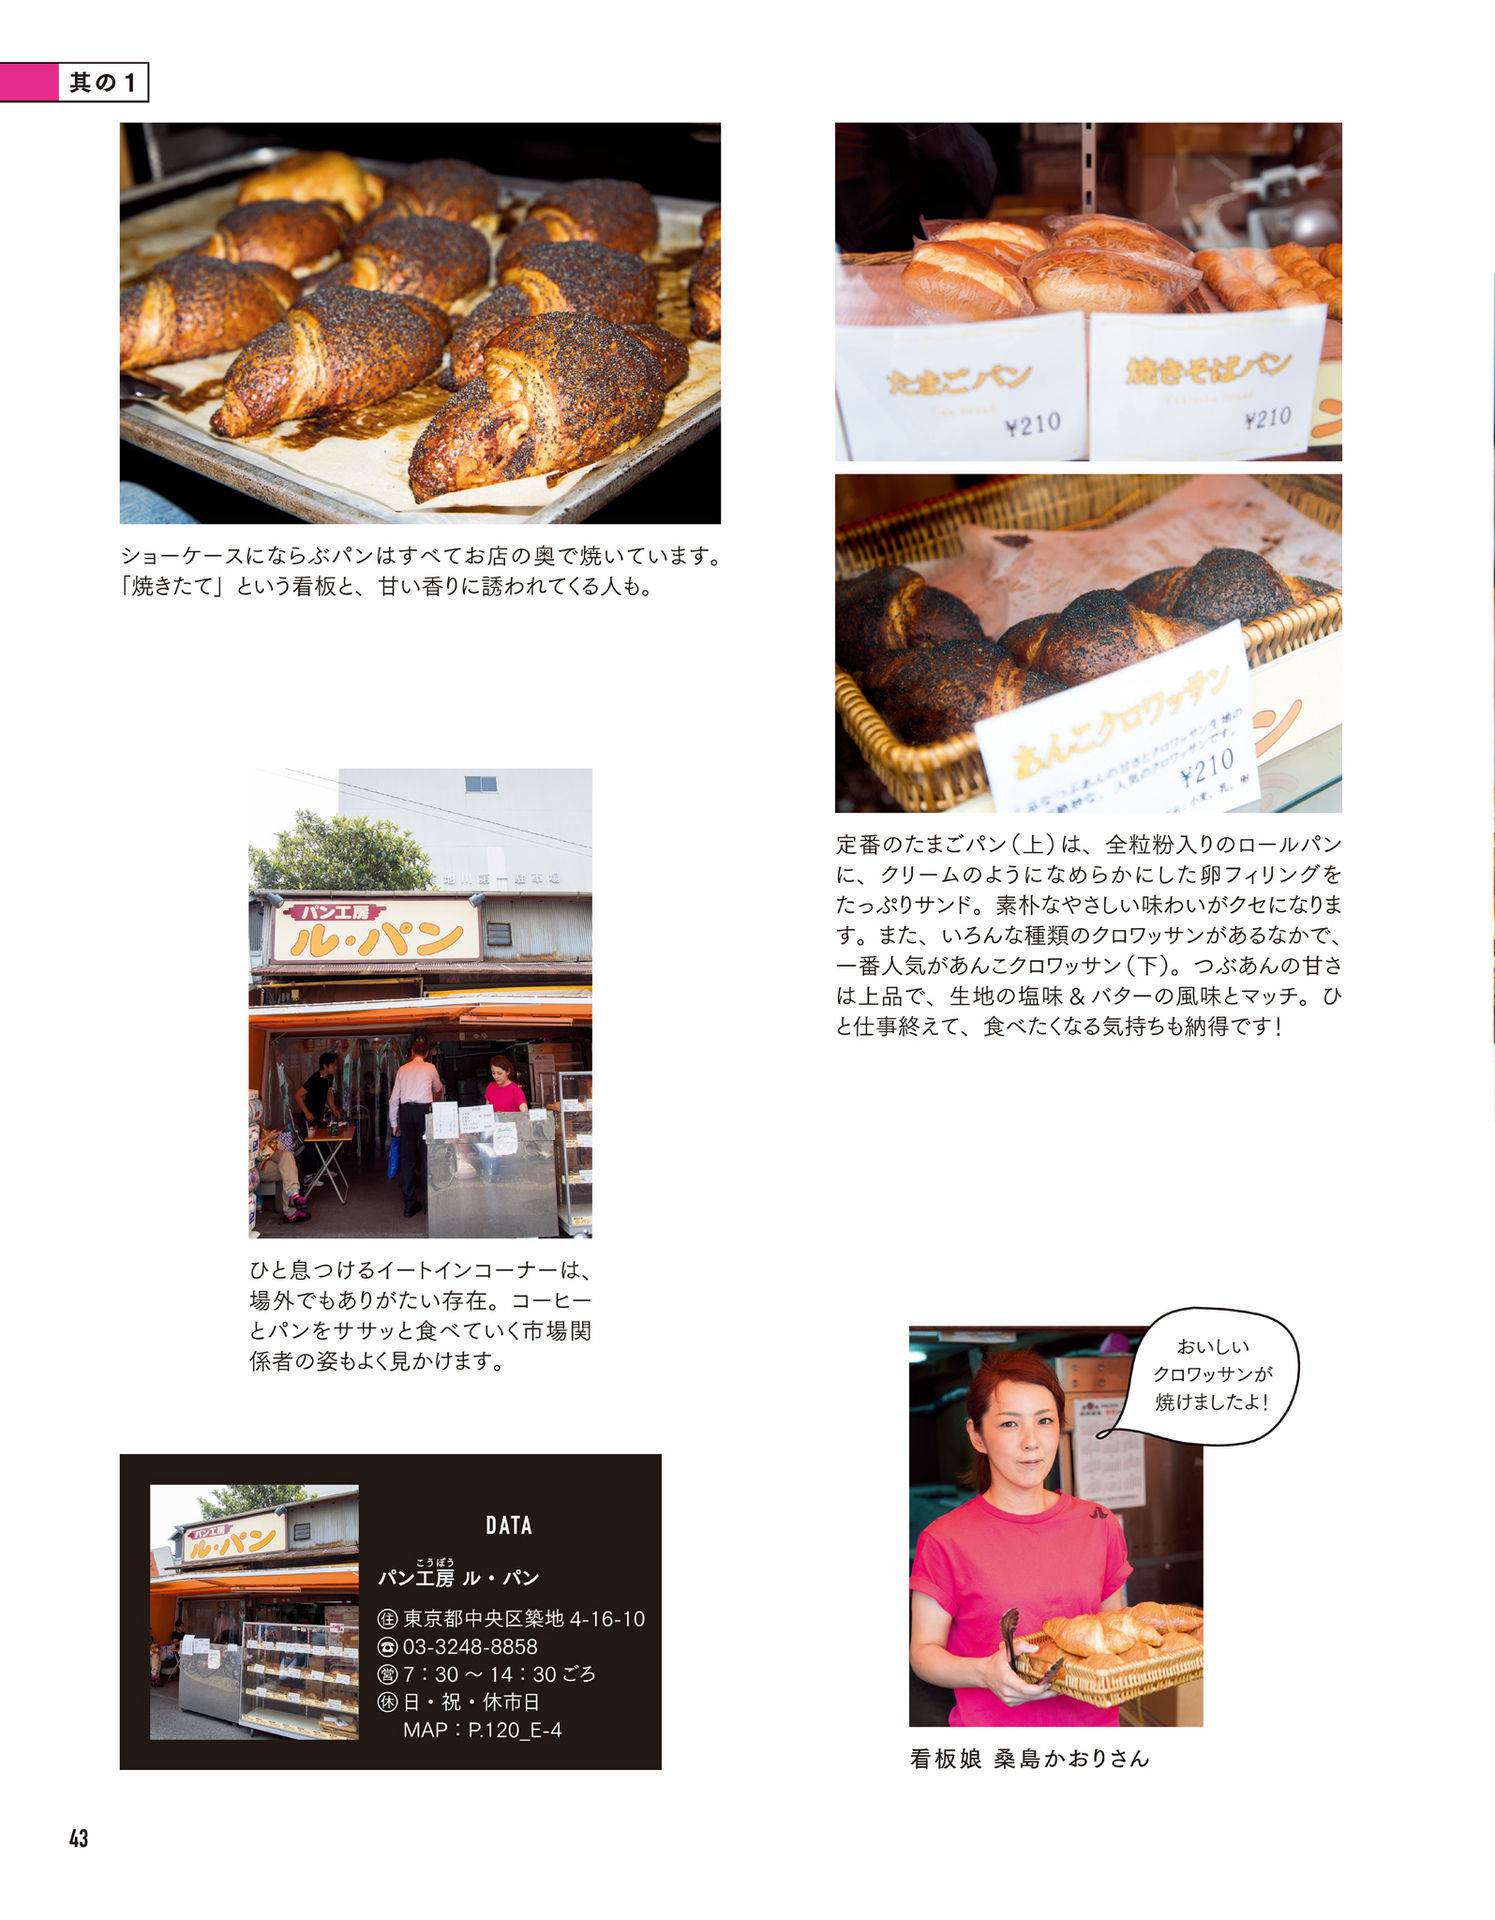 其の1
たまごパン
¥210
焼きそばパン
¥210
ショーケースにならぶパンはすべてお店の奥で焼いています。
「焼きたて」という看板と、甘い香りに誘われてくる人も。
あんこクロワッサン
¥210
定番のたまごパン（上）は、全粒粉入りのロールパン
に、クリームのようになめらかにした卵フィリングを
たっぷりサンド。素朴なやさしい味わいがクセになりま
す。また、いろんな種類のクロワッサンがあるなかで、
一番人気があんこクロワッサン（下）。つぶあんの甘さ
は上品で、生地の塩味＆バターの風味とマッチ。ひ
と仕事終えて、食べたくなる気持ちも納得です！
パン工房
ル・パン
ひと息つけるイートインコーナーは、
場外でもありがたい存在。コーヒー
とパンをササッと食べていく市場関
係者の姿もよく見かけます。
おいしい
クロワッサンが
焼けましたよ！
看板娘 桑島かおりさん
パン工房
ル・パン
DATA
こうぼう
パン工房 ル・パン
住 東京都中央区築地 4-16-10
☎ 03-3248-8858
営 7：30 〜 14：30 ごろ
休 日・祝・休市日
MAP：P.120_E-4
43